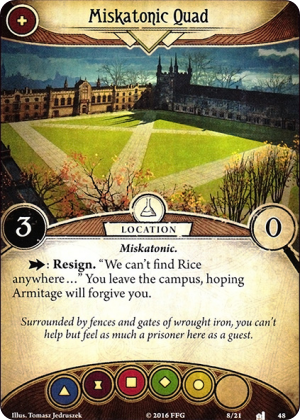 Miskatonic Quad
3
LOCATION
0
Miskatonic.
: Resign. “We can’t find Rice
anywhere…” You leave the campus, hoping
Armitage will forgive you.
Surrounded by fences and gates of wrought iron, you can’t
help but feel as much a prisoner here as a guest.
Illus. Tomasz Jedruszek © 2016 FFG 8/21 48